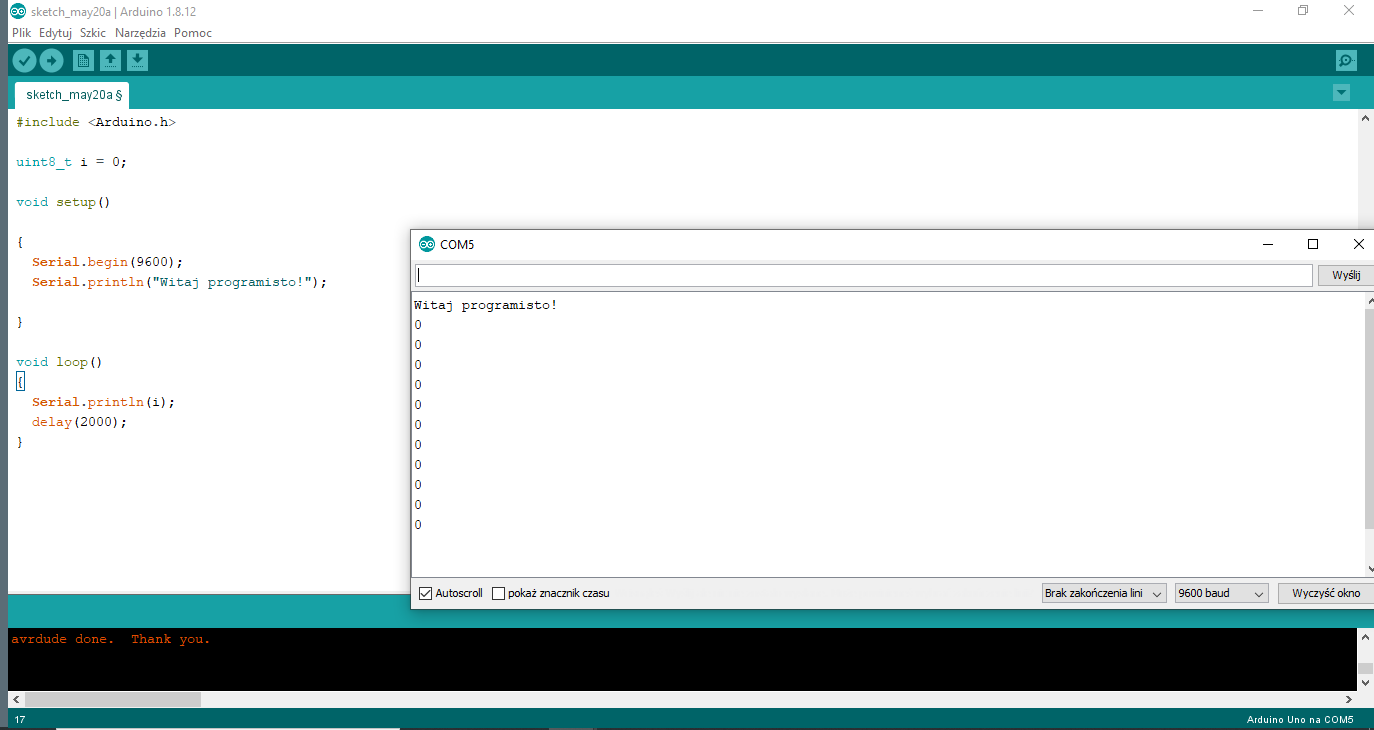 sketch_may20a | Arduino 1.8.12
Plik Edytuj Szkic Narzędzia Pomoc
sketch_may20a §
#include <Arduino.h>
uint8_t i = 0;
void setup()
{
Serial.begin(9600);
Serial.println("Witaj programisto!");
}
void loop()
{
Serial.println(i);
delay(2000);
}
COM5
Wyślij
Witaj programisto!
0
0
0
0
0
0
0
0
0
0
0
Autoscroll pokaż znacznik czasu Brak zakończenia lini 9600 baud Wyczyść okno
avrdude done.  Thank you.
17 Arduino Uno na COM5